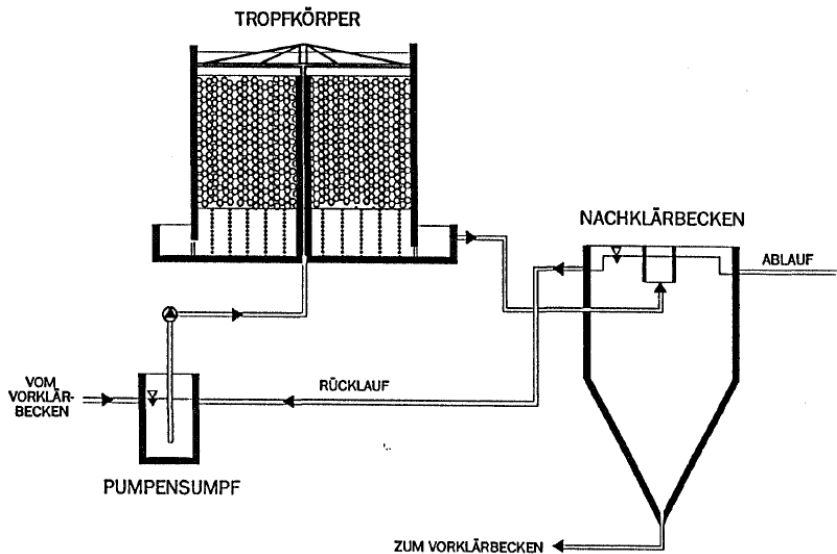 TROPFKÖRPER
NACHKLÄRBECKEN
ABLAUF
VOM
VORKLÄR-
BECKEN
RÜCKLAUF
PUMPENSUMPF
ZUM VORKLÄRBECKEN